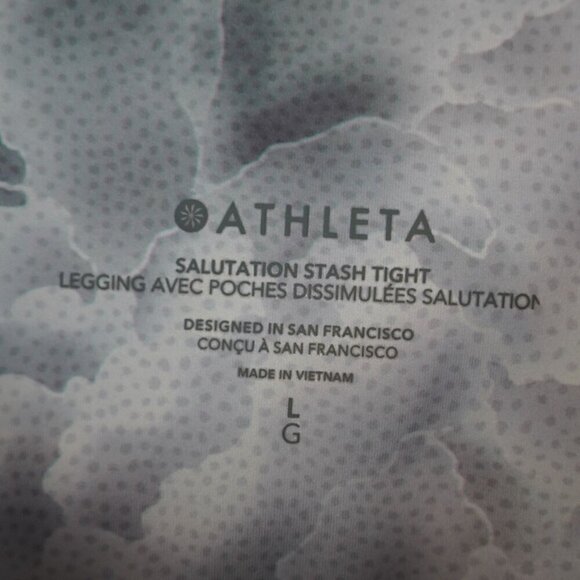 ATHLETA
SALUTATION STASH TIGHT
LEGGING AVEC POCHES DISSIMULÉES SALUTATION
DESIGNED IN SAN FRANCISCO
CONÇU À SAN FRANCISCO
MADE IN VIETNAM
L
G